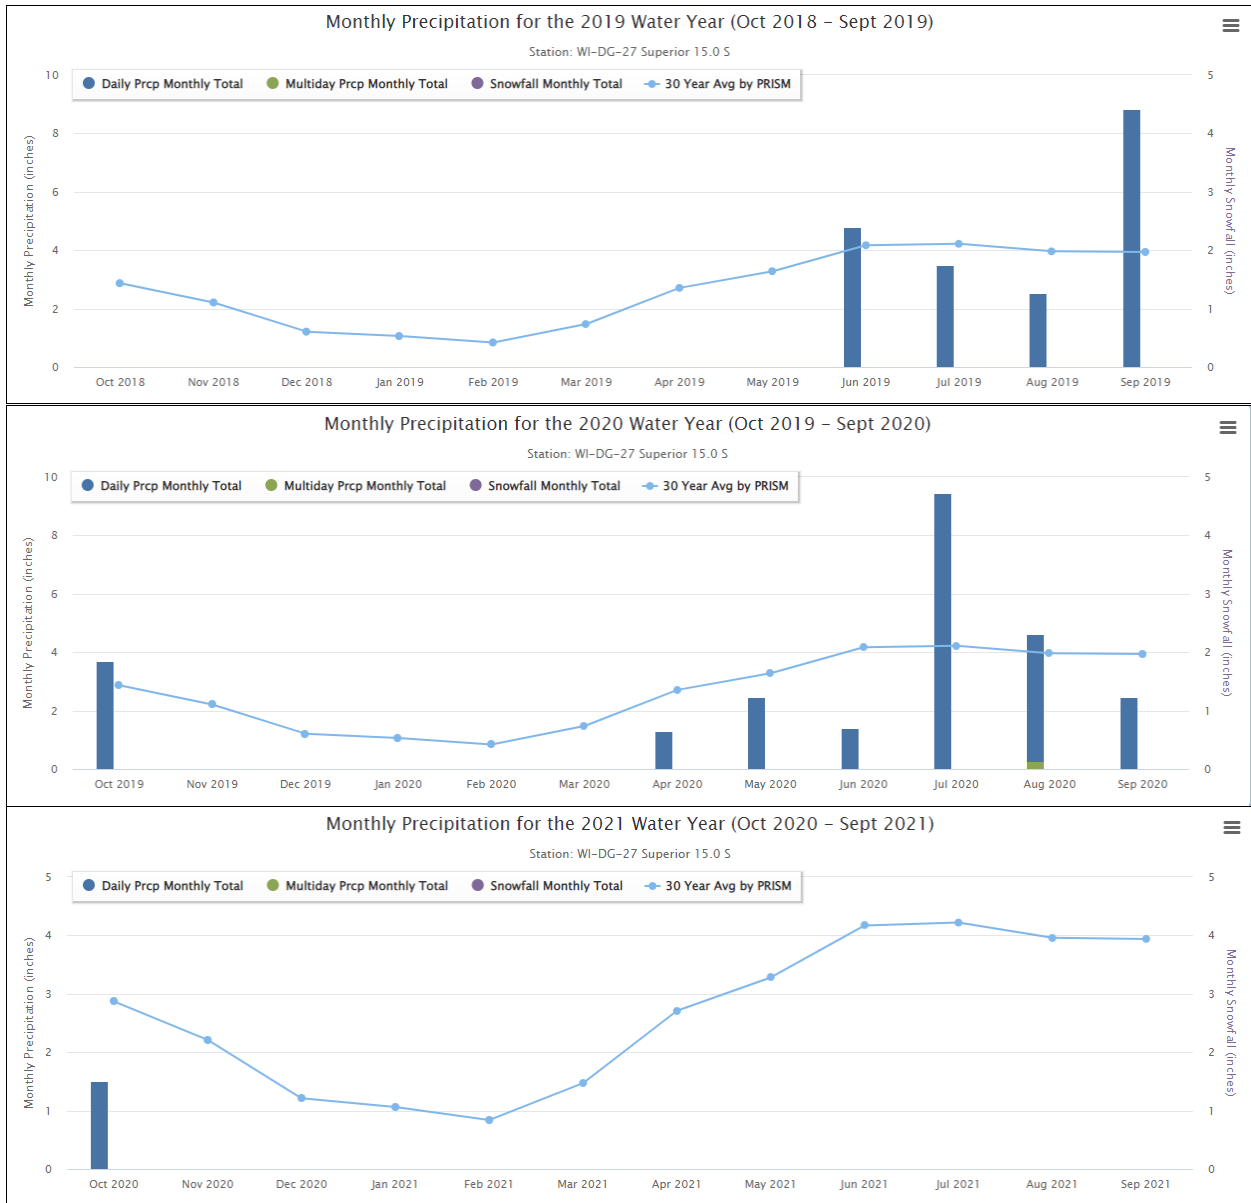 Monthly Precipitation for the 2019 Water Year (Oct 2018 – Sept 2019)
Station: WI-DG-27 Superior 15.0 S
Daily Prcp Monthly Total Multiday Prcp Monthly Total Snowfall Monthly Total 30 Year Avg by PRISM
Monthly Precipitation (inches)
10
8
6
4
2
0
Monthly Snowfall (inches)
5
4
3
2
1
0
Oct 2018 Nov 2018 Dec 2018 Jan 2019 Feb 2019 Mar 2019 Apr 2019 May 2019 Jun 2019 Jul 2019 Aug 2019 Sep 2019
Monthly Precipitation for the 2020 Water Year (Oct 2019 – Sept 2020)
Station: WI-DG-27 Superior 15.0 S
Daily Prcp Monthly Total Multiday Prcp Monthly Total Snowfall Monthly Total 30 Year Avg by PRISM
Monthly Precipitation (inches)
10
8
6
4
2
0
Monthly Snowfall (inches)
5
4
3
2
1
0
Oct 2019 Nov 2019 Dec 2019 Jan 2020 Feb 2020 Mar 2020 Apr 2020 May 2020 Jun 2020 Jul 2020 Aug 2020 Sep 2020
Monthly Precipitation for the 2021 Water Year (Oct 2020 – Sept 2021)
Station: WI-DG-27 Superior 15.0 S
Daily Prcp Monthly Total Multiday Prcp Monthly Total Snowfall Monthly Total 30 Year Avg by PRISM
Monthly Precipitation (inches)
5
4
3
2
1
0
Monthly Snowfall (inches)
5
4
3
2
1
0
Oct 2020 Nov 2020 Dec 2020 Jan 2021 Feb 2021 Mar 2021 Apr 2021 May 2021 Jun 2021 Jul 2021 Aug 2021 Sep 2021